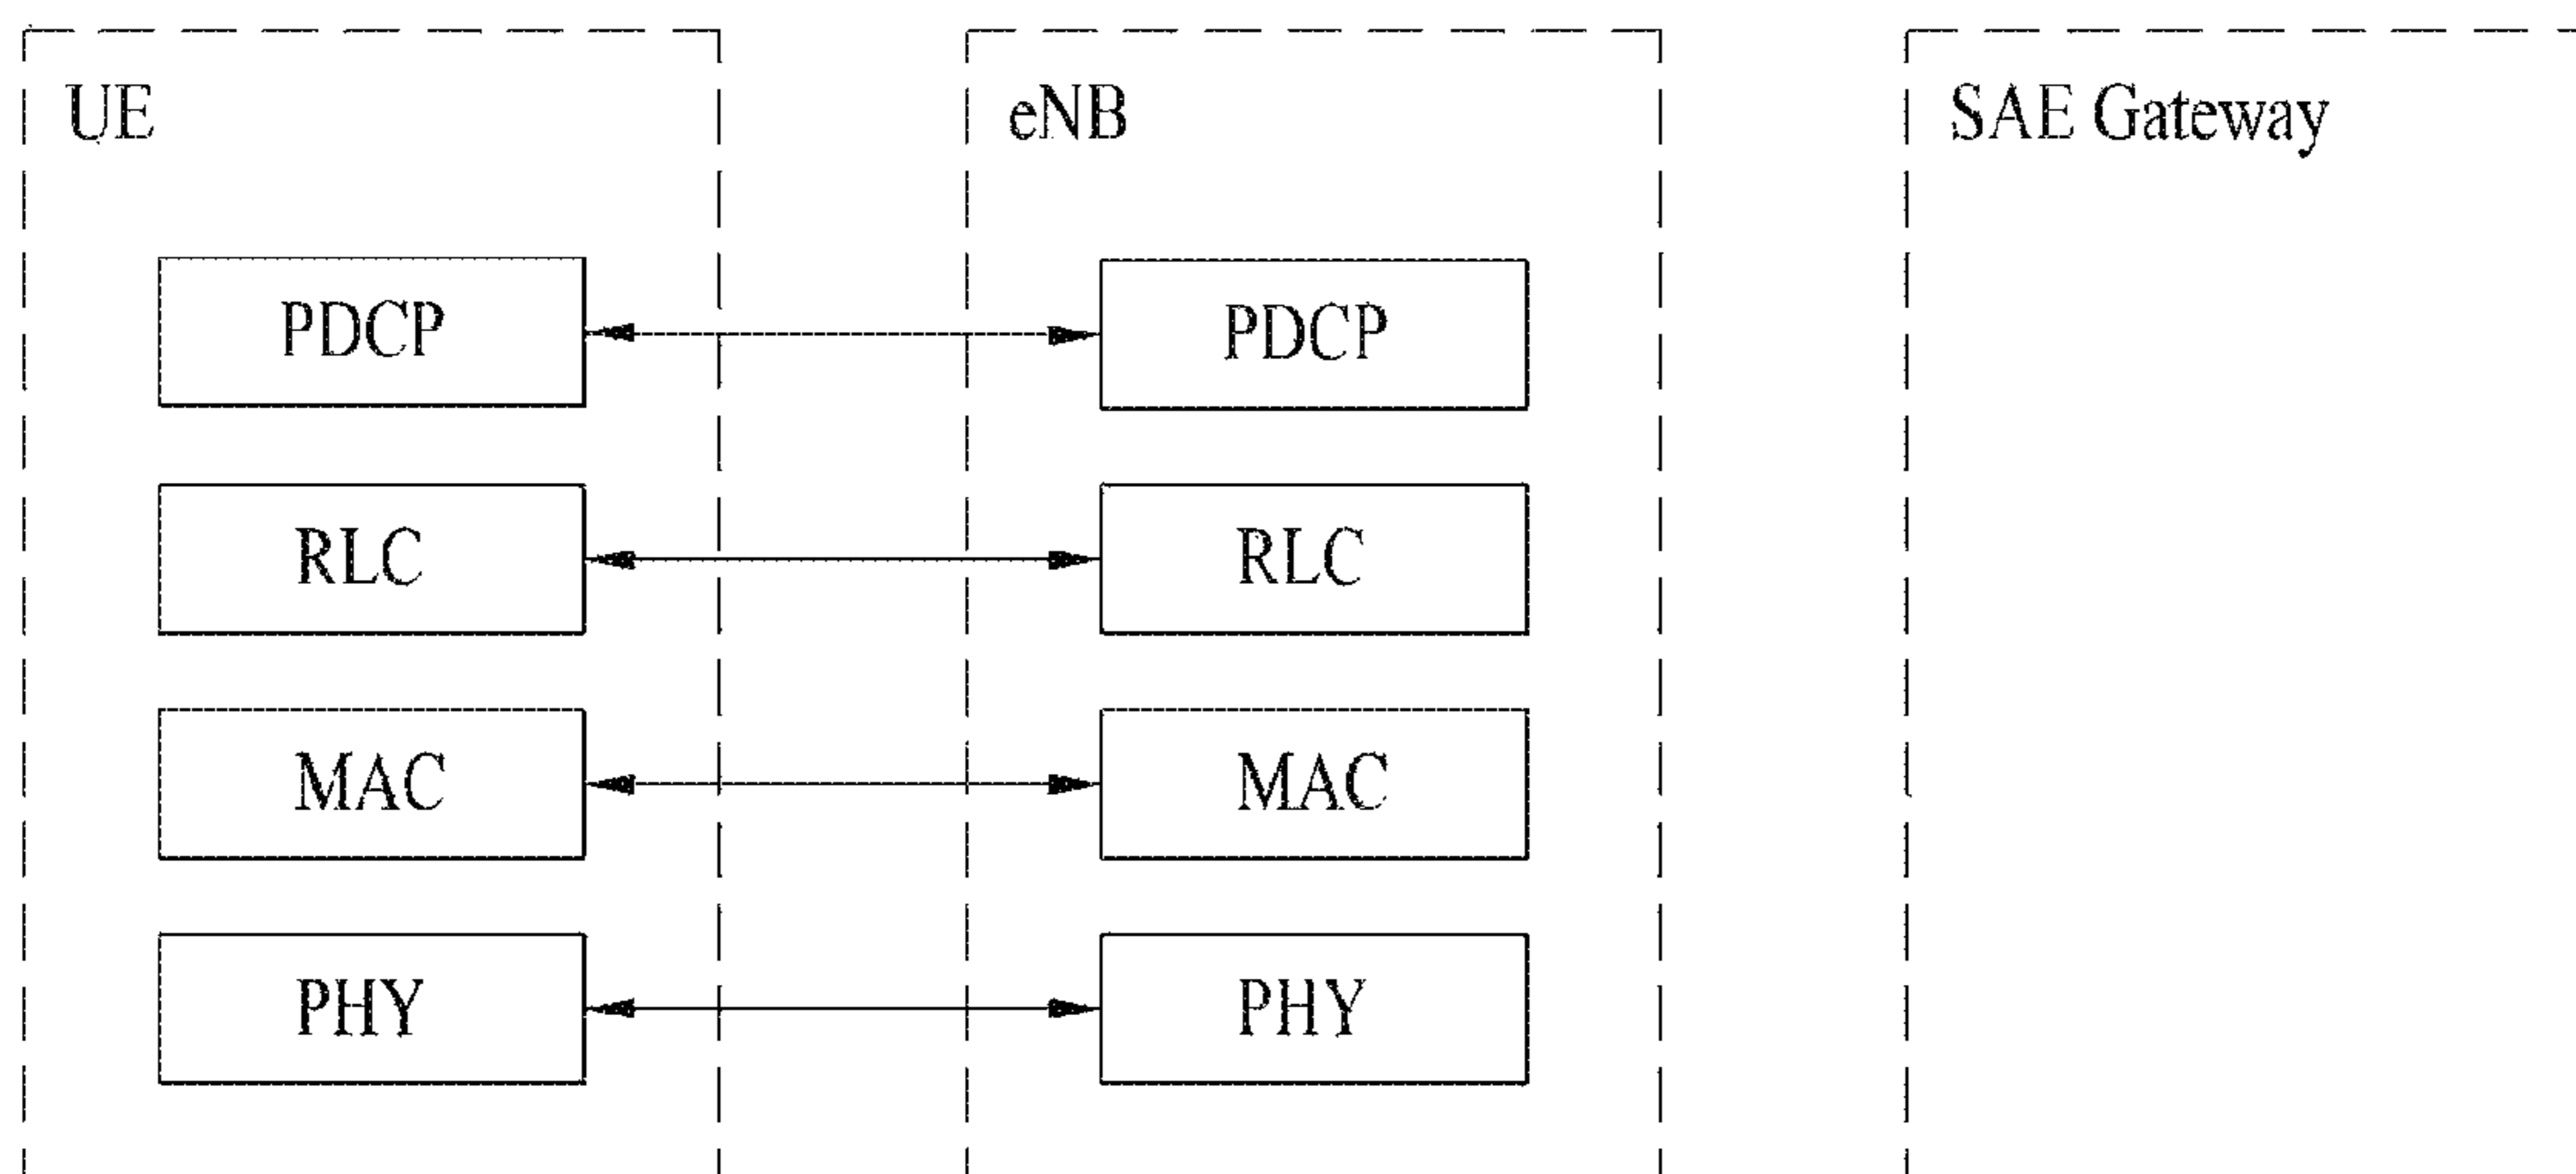 UE
eNB
SAE Gateway
PDCP
PDCP
RLC
RLC
MAC
MAC
PHY
PHY